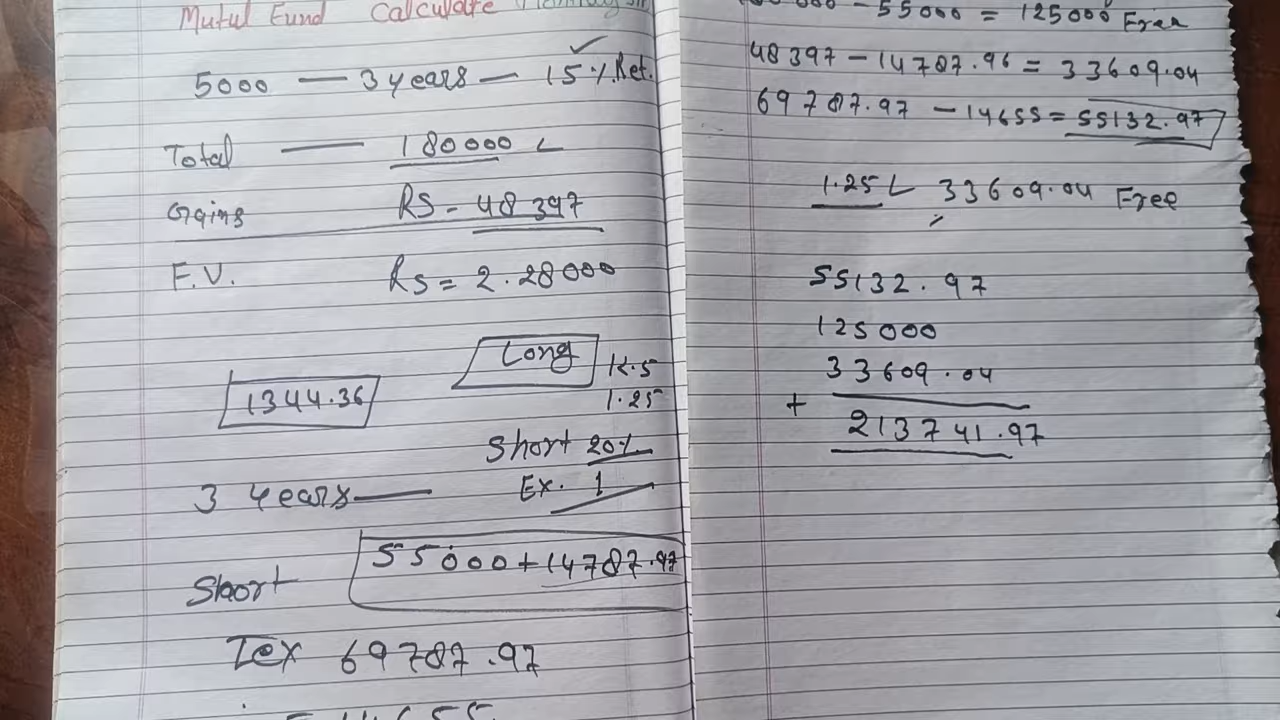 Mutul Fund Calculate
5000 — 3 years — 15 % Ret.
Total — 180000 L
Gains RS - 48 397
F.V. RS = 2.28000
Long
1344.36
1.25
Short 20%
Ex. 1
3 years —
Short 55000 + 14787.97
Tex 69787.97
14655
- 55000 = 125000 Free
48397 - 14787.96 = 33609.04
69787.97 - 14655 = 55132.97
1.25 L 33609.04 Free
55132.97
125000
33609.04
+
213741.97